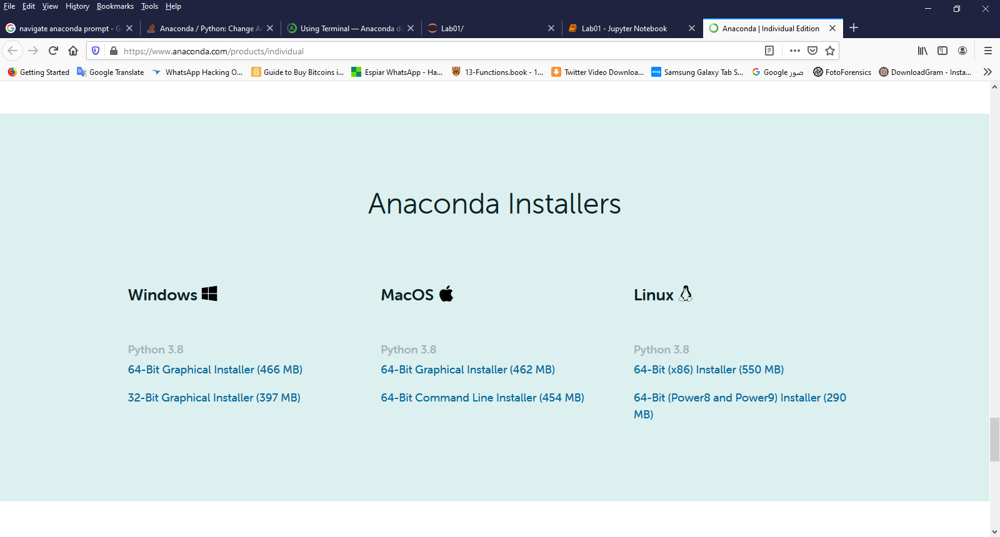 File Edit View History Bookmarks Tools Help
navigate anaconda prompt - G
Anaconda / Python: Change A
Using Terminal — Anaconda do
Lab01/
Lab01 - Jupyter Notebook
Anaconda | Individual Edition
https://www.anaconda.com/products/individual
Getting Started
Google Translate
WhatsApp Hacking O...
Guide to Buy Bitcoins i...
Espiar WhatsApp - Ha...
13-Functions.book - 1...
Twitter Video Downloa...
Samsung Galaxy Tab S...
Google صور
FotoForensics
DownloadGram - Insta...
Anaconda Installers
Windows
Python 3.8
64-Bit Graphical Installer (466 MB)
32-Bit Graphical Installer (397 MB)
MacOS
Python 3.8
64-Bit Graphical Installer (462 MB)
64-Bit Command Line Installer (454 MB)
Linux
Python 3.8
64-Bit (x86) Installer (550 MB)
64-Bit (Power8 and Power9) Installer (290
MB)